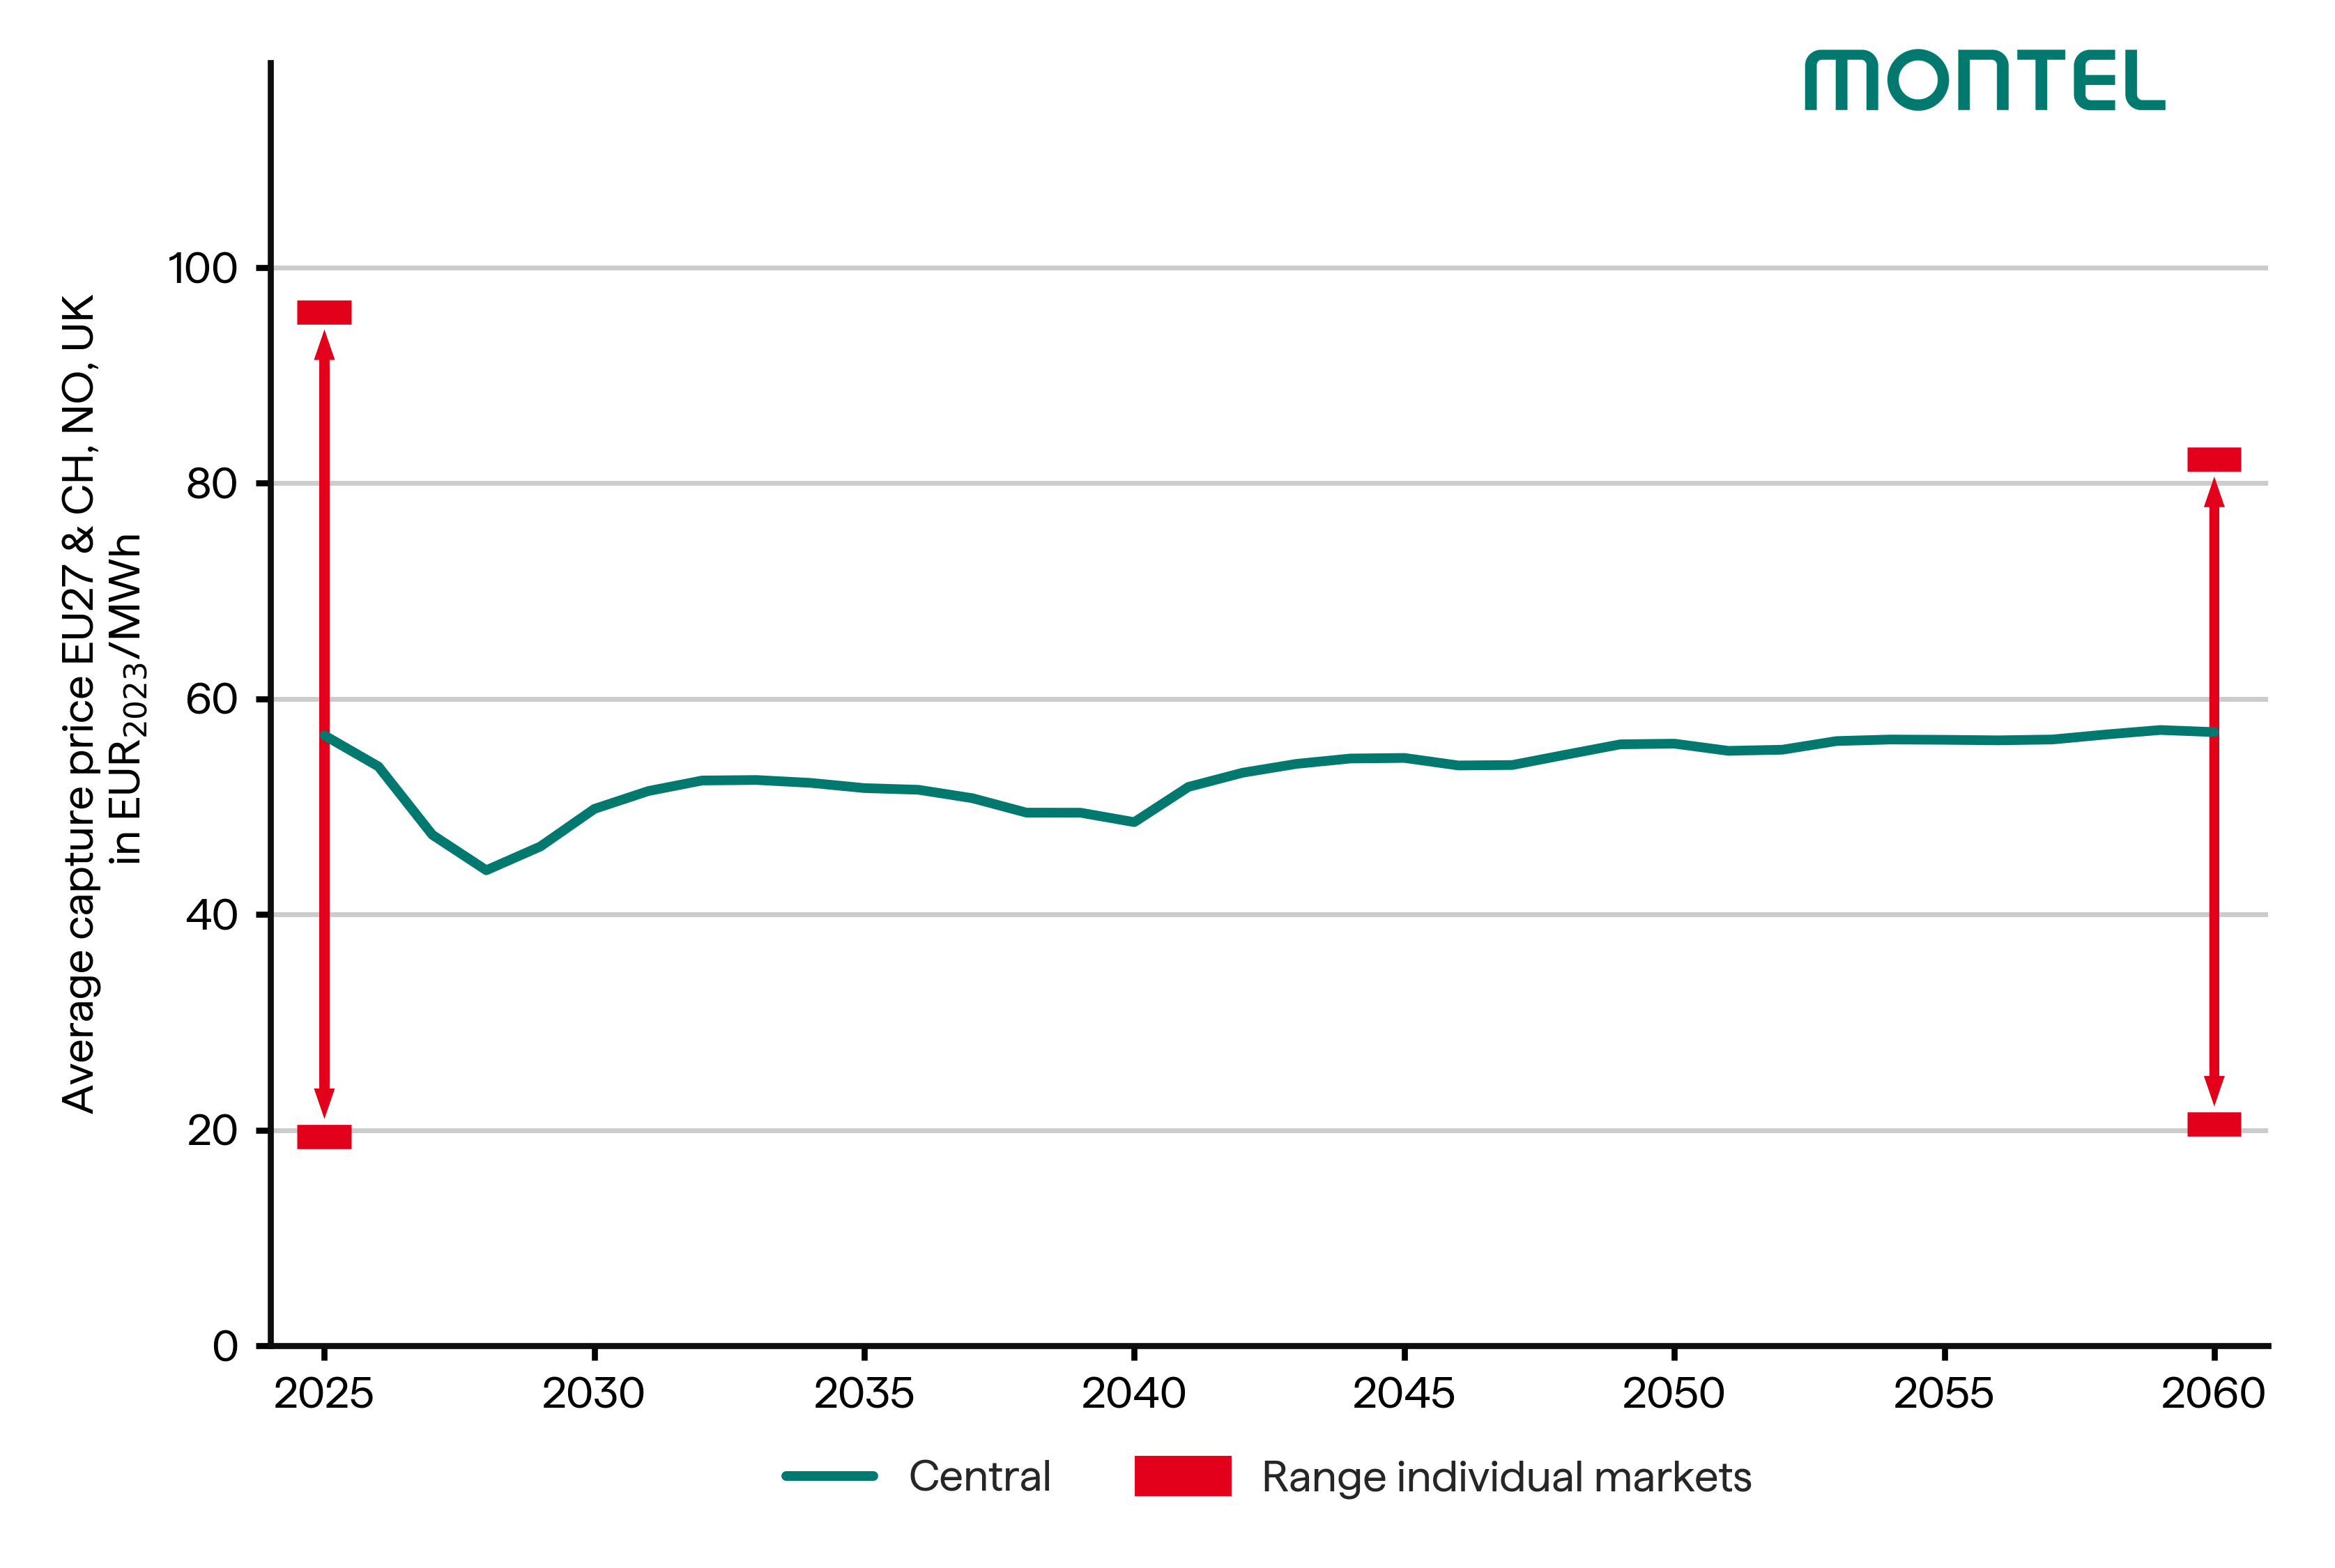 MONTEL
Average capture price EU27 & CH, NO, UK
in EUR₂₀₂₃/MWh
100
80
60
40
20
0
2025 2030 2035 2040 2045 2050 2055 2060
Central Range individual markets